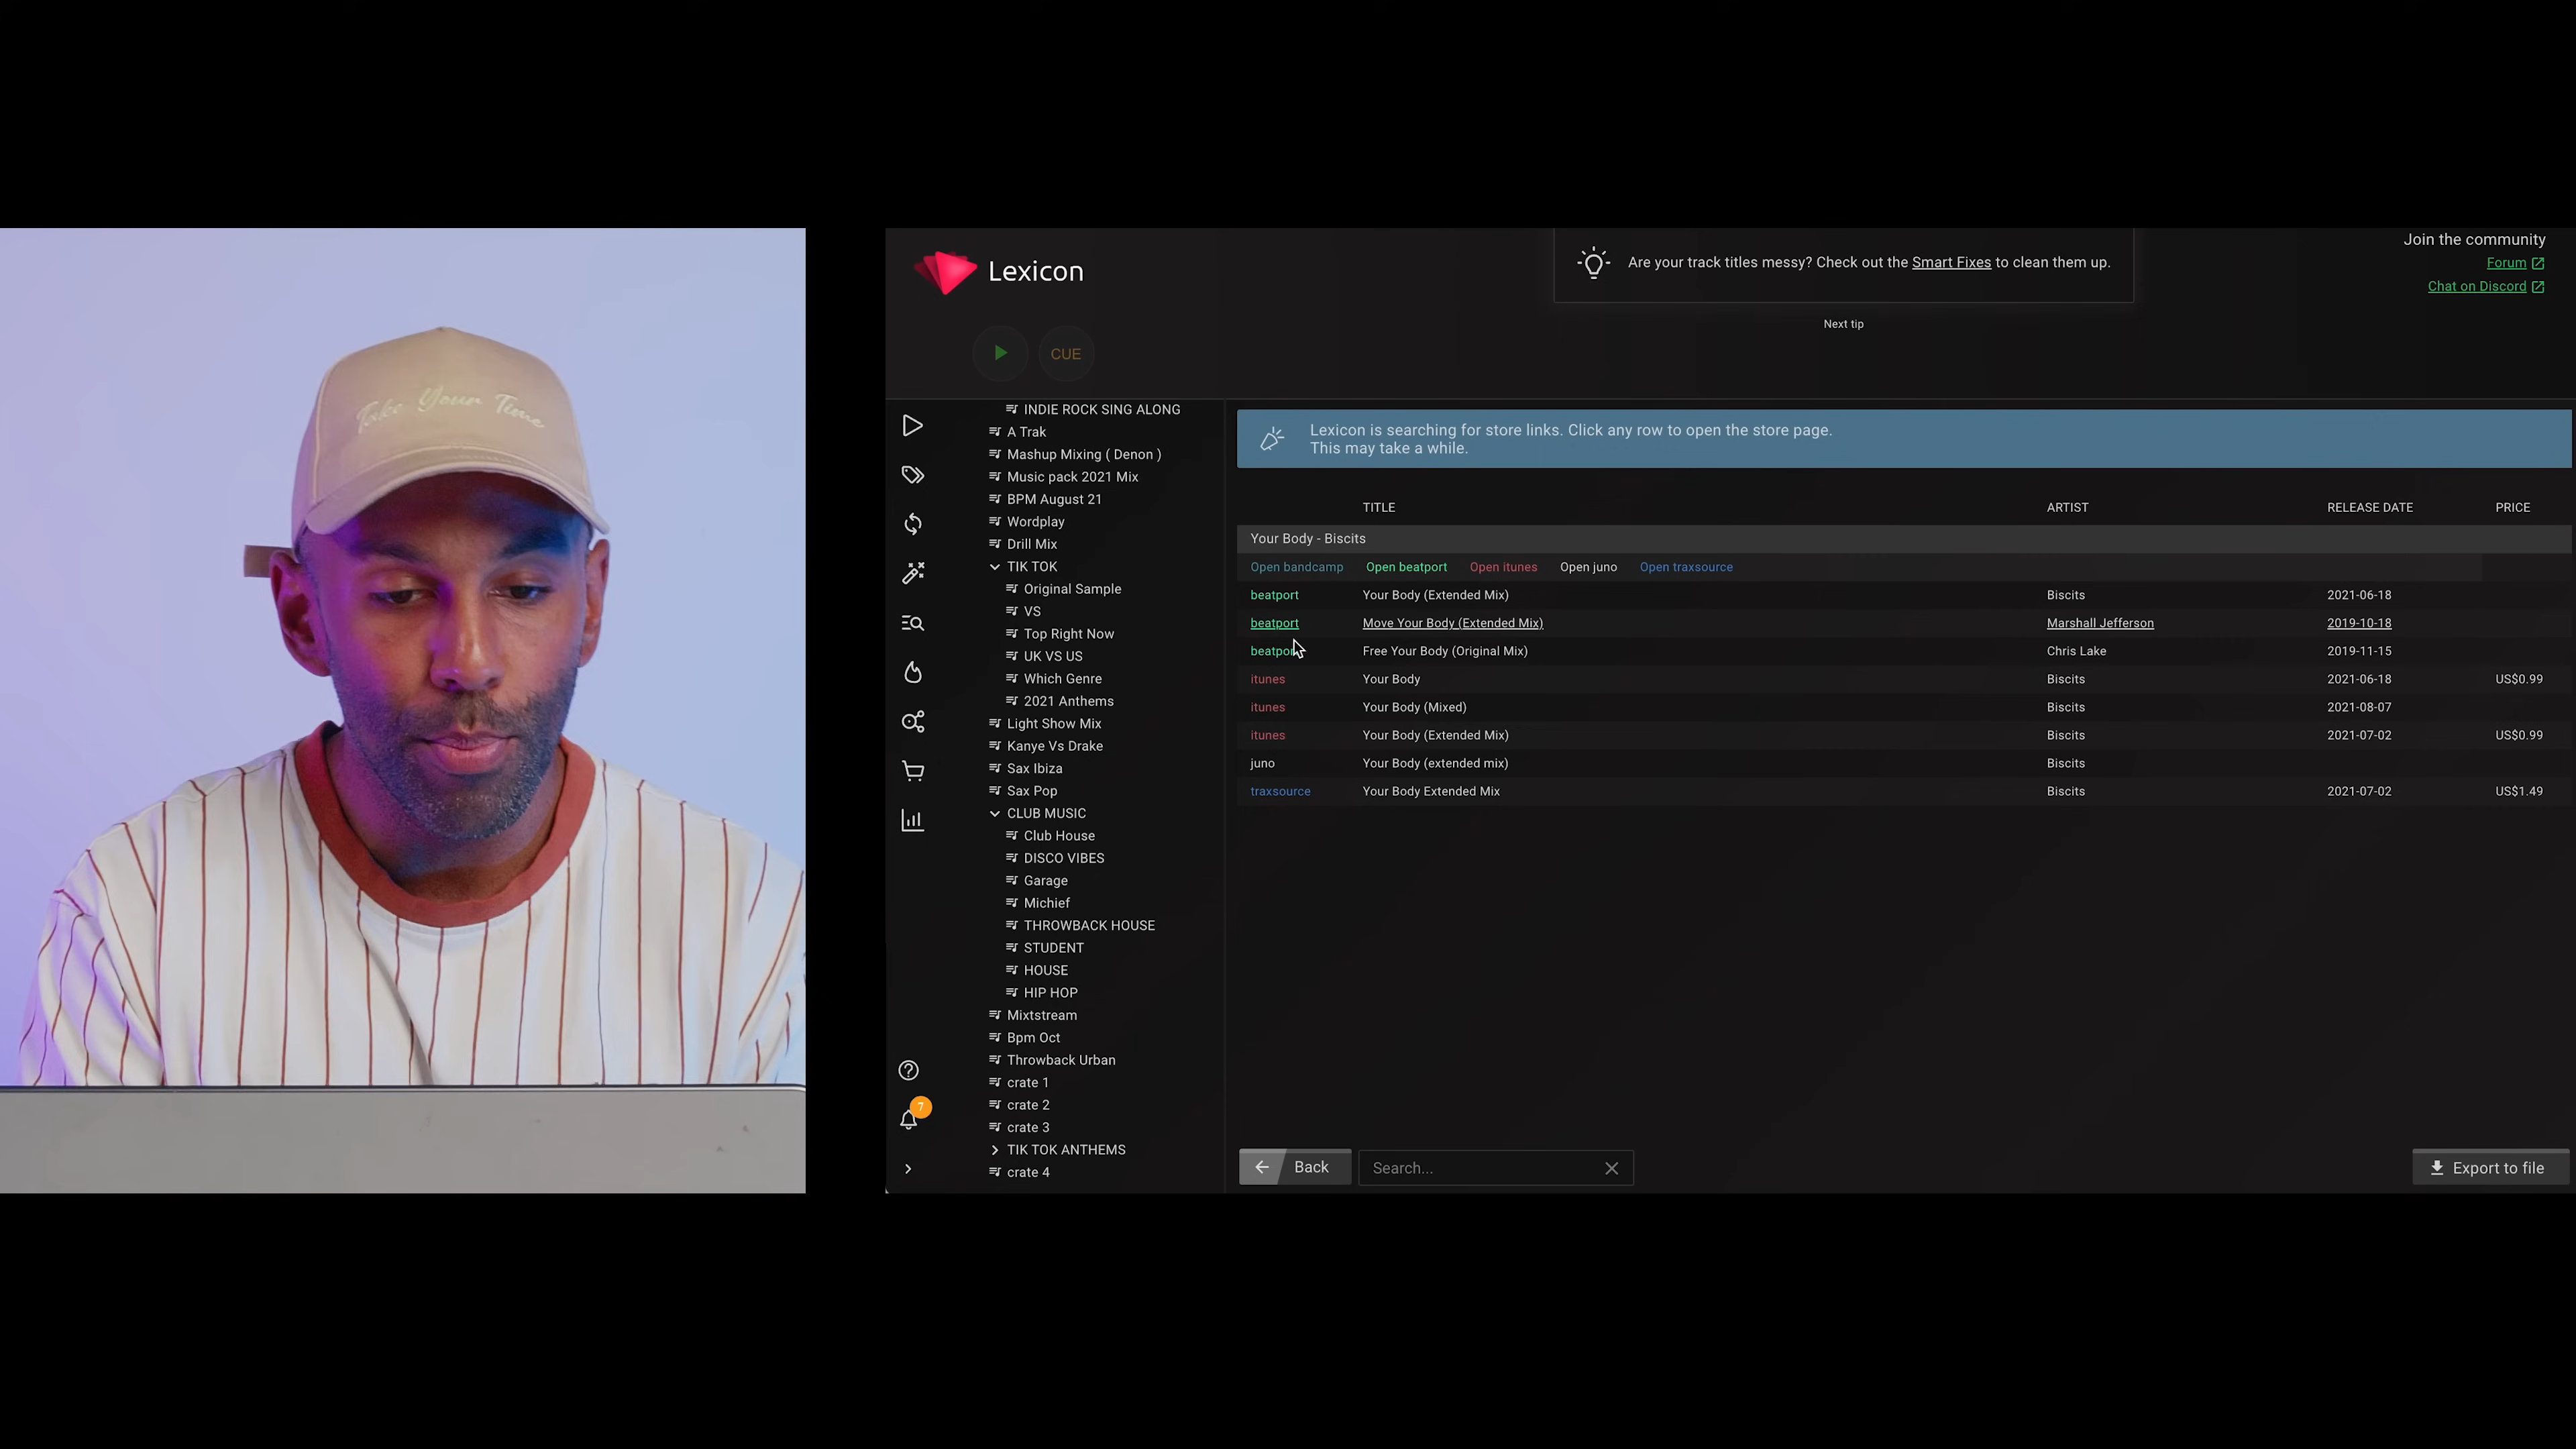 Take Your Time
Lexicon
Are your track titles messy? Check out the Smart Fixes to clean them up.
Next tip
Join the community
Forum
Chat on Discord
CUE
INDIE ROCK SING ALONG
A Trak
Mashup Mixing ( Denon )
Music pack 2021 Mix
BPM August 21
Wordplay
Drill Mix
TIK TOK
Original Sample
VS
Top Right Now
UK VS US
Which Genre
2021 Anthems
Light Show Mix
Kanye Vs Drake
Sax Ibiza
Sax Pop
CLUB MUSIC
Club House
DISCO VIBES
Garage
Michief
THROWBACK HOUSE
STUDENT
HOUSE
HIP HOP
Mixtstream
Bpm Oct
Throwback Urban
crate 1
crate 2
crate 3
TIK TOK ANTHEMS
crate 4
7
Lexicon is searching for store links. Click any row to open the store page.
This may take a while.
TITLE ARTIST RELEASE DATE PRICE
Your Body - Biscits
Open bandcamp Open beatport Open itunes Open juno Open traxsource
beatport Your Body (Extended Mix) Biscits 2021-06-18
beatport Move Your Body (Extended Mix) Marshall Jefferson 2019-10-18
beatport Free Your Body (Original Mix) Chris Lake 2019-11-15
itunes Your Body Biscits 2021-06-18 US$0.99
itunes Your Body (Mixed) Biscits 2021-08-07
itunes Your Body (Extended Mix) Biscits 2021-07-02 US$0.99
juno Your Body (extended mix) Biscits
traxsource Your Body Extended Mix Biscits 2021-07-02 US$1.49
Back
Search...
Export to file